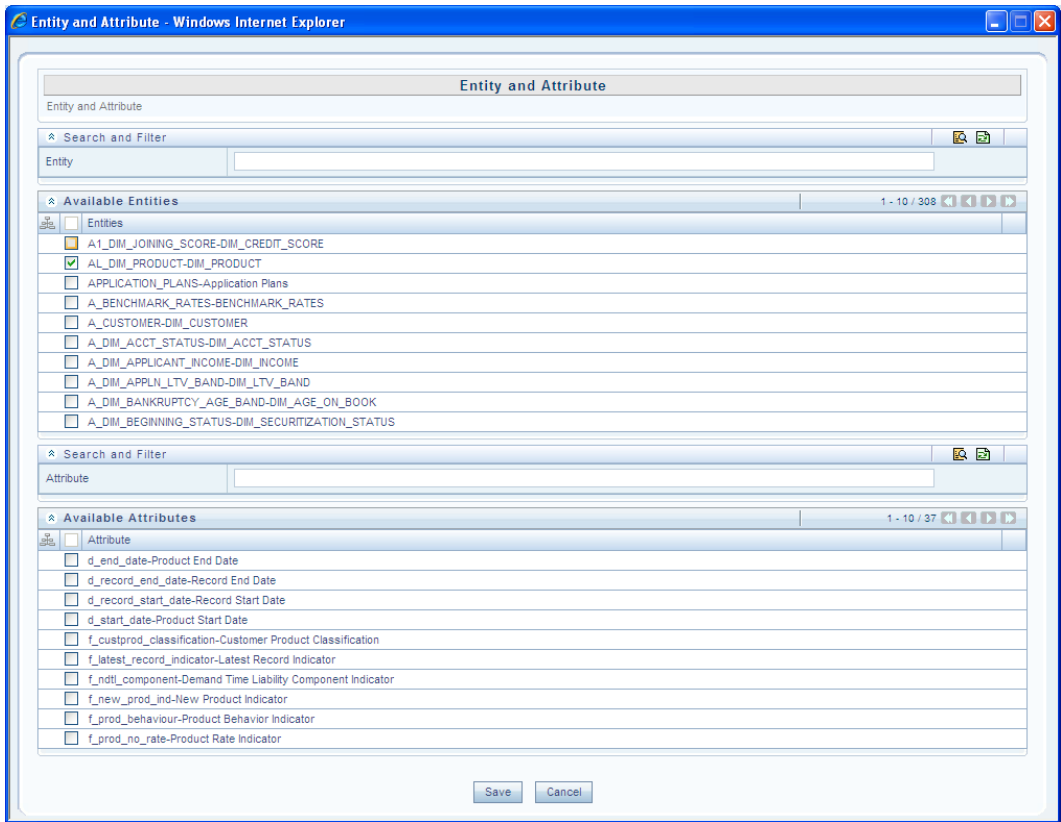 Entity and Attribute - Windows Internet Explorer
Entity and Attribute
Entity and Attribute
Search and Filter
Entity
Available Entities 1 - 10 / 308
Entities
A1_DIM_JOINING_SCORE-DIM_CREDIT_SCORE
AL_DIM_PRODUCT-DIM_PRODUCT
APPLICATION_PLANS-Application Plans
A_BENCHMARK_RATES-BENCHMARK_RATES
A_CUSTOMER-DIM_CUSTOMER
A_DIM_ACCT_STATUS-DIM_ACCT_STATUS
A_DIM_APPLICANT_INCOME-DIM_INCOME
A_DIM_APPLN_LTV_BAND-DIM_LTV_BAND
A_DIM_BANKRUPTCY_AGE_BAND-DIM_AGE_ON_BOOK
A_DIM_BEGINNING_STATUS-DIM_SECURITIZATION_STATUS
Search and Filter
Attribute
Available Attributes 1 - 10 / 37
Attribute
d_end_date-Product End Date
d_record_end_date-Record End Date
d_record_start_date-Record Start Date
d_start_date-Product Start Date
f_custprod_classification-Customer Product Classification
f_latest_record_indicator-Latest Record Indicator
f_ndtl_component-Demand Time Liability Component Indicator
f_new_prod_ind-New Product Indicator
f_prod_behaviour-Product Behavior Indicator
f_prod_no_rate-Product Rate Indicator
Save Cancel